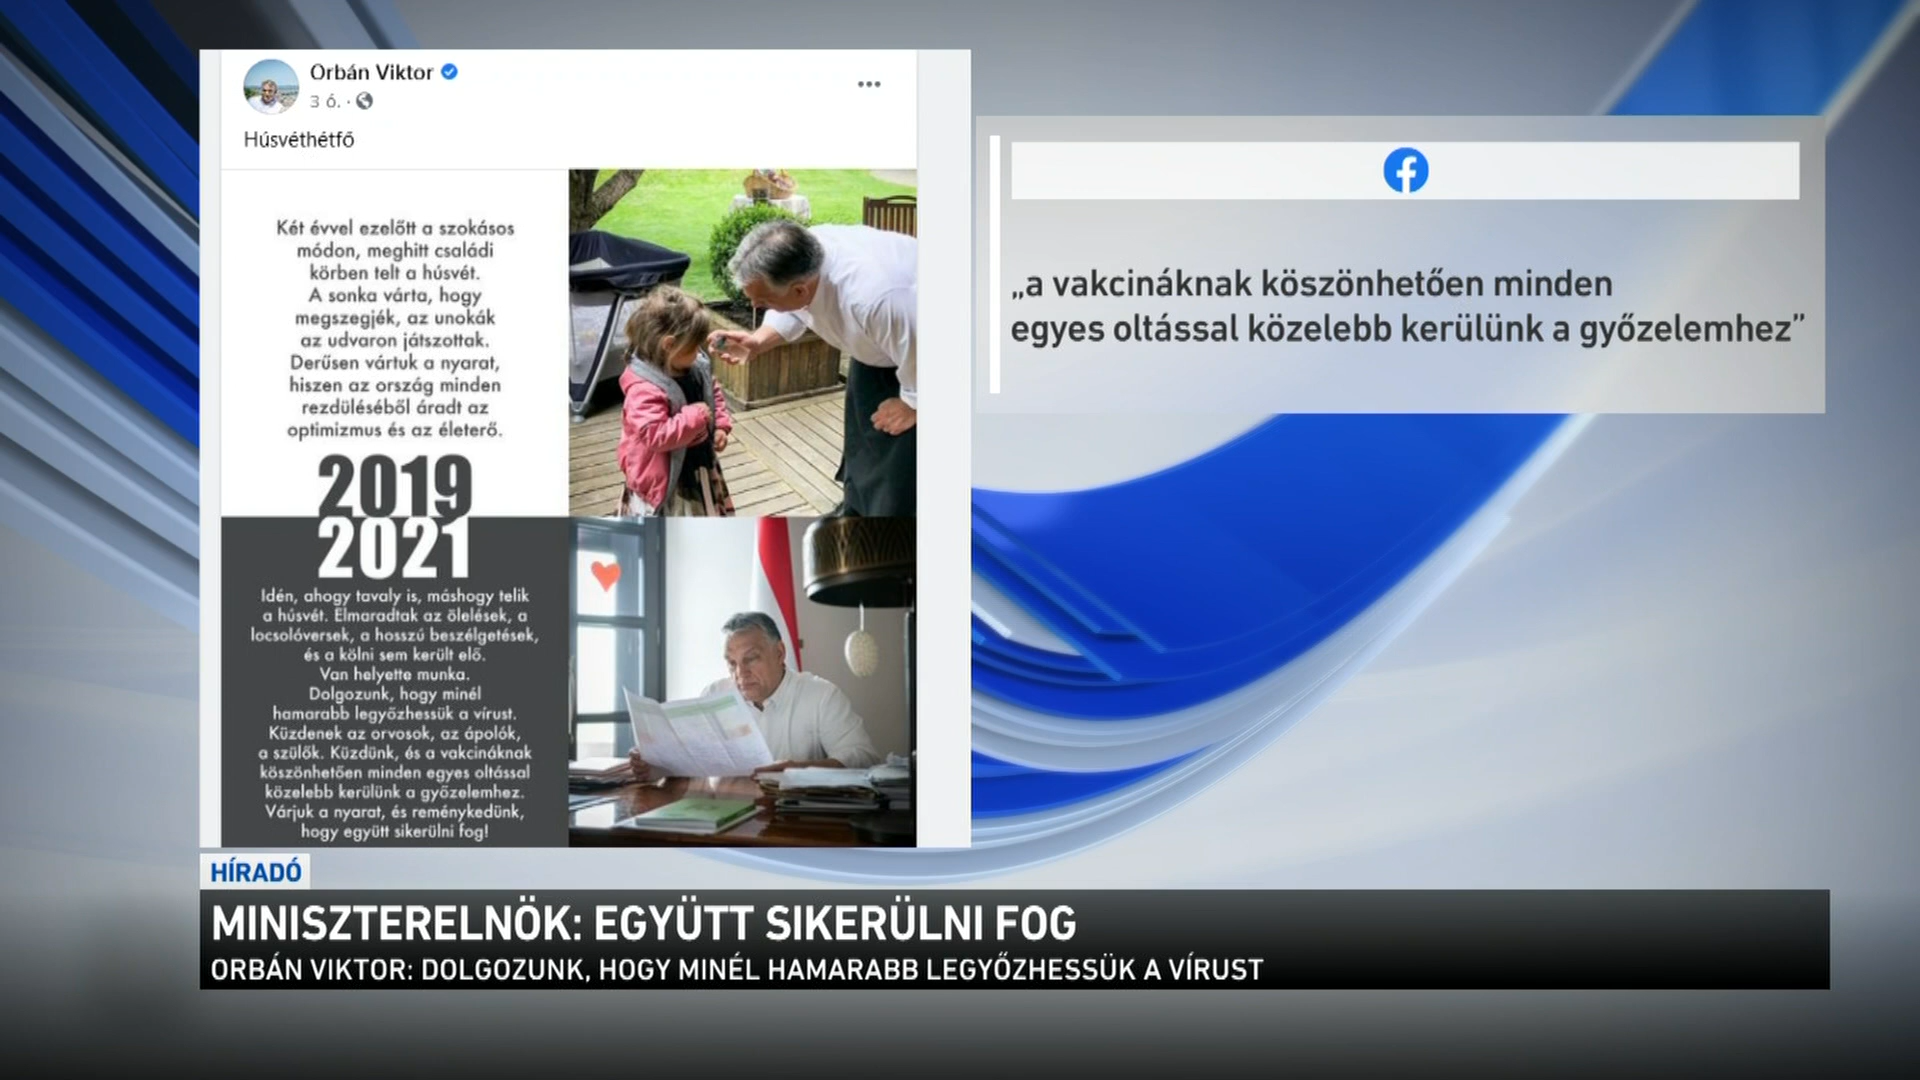 Orbán Viktor
3 ó. ·
Húsvéthétfő
Két évvel ezelőtt a szokásos
módon, meghitt családi
körben telt a húsvét.
A sonka várta, hogy
megszegjék, az unokák
az udvaron játszottak.
Derűsen vártuk a nyarat,
hiszen az ország minden
rezdüléséből áradt az
optimizmus és az életerő.
2019
2021
Idén, ahogy tavaly is, máshogy telik
a húsvét. Elmaradtak az ölelések, a
locsolóversek, a hosszú beszélgetések,
és a kölni sem került elő.
Van helyette munka.
Dolgozunk, hogy minél
hamarabb legyőzhessük a vírust.
Küzdenek az orvosok, az ápolók,
a szülők. Küzdünk, és a vakcináknak
köszönhetően minden egyes oltással
közelebb kerülünk a győzelemhez.
Várjuk a nyarat, és reménykedünk,
hogy együtt sikerülni fog!
„a vakcináknak köszönhetően minden
egyes oltással közelebb kerülünk a győzelemhez”
HÍRADÓ
MINISZTERELNÖK: EGYÜTT SIKERÜLNI FOG
ORBÁN VIKTOR: DOLGOZUNK, HOGY MINÉL HAMARABB LEGYŐZHESSÜK A VÍRUST